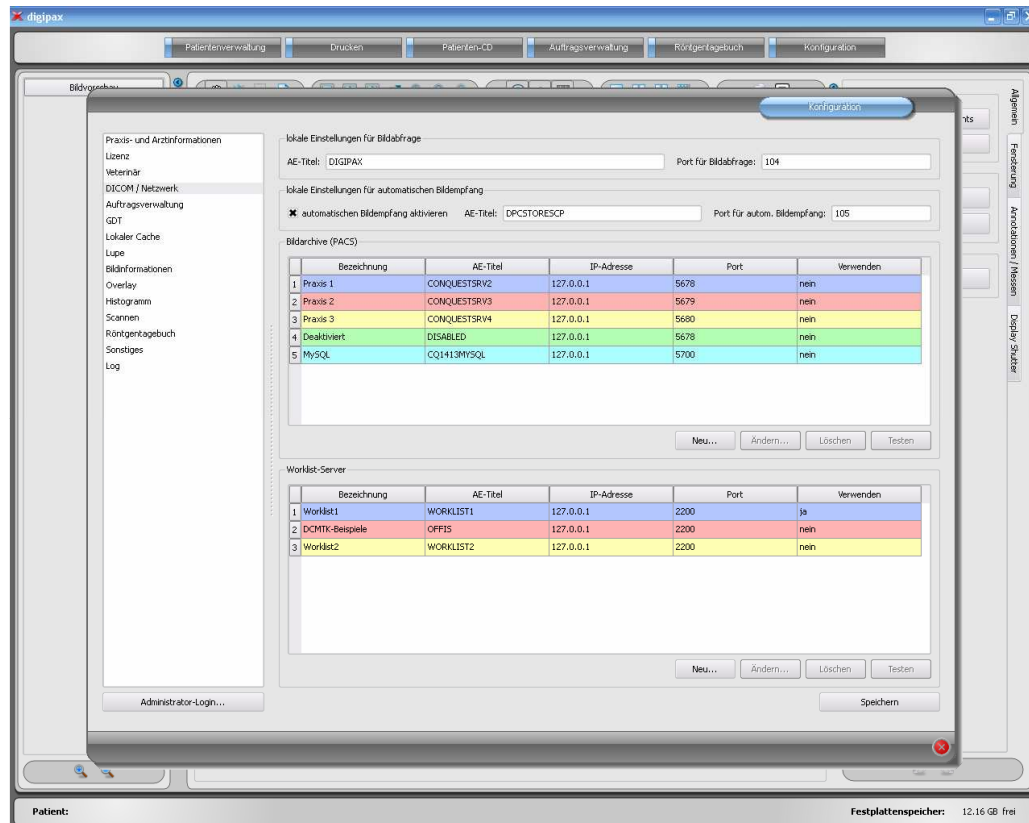 digipax
Patientenverwaltung Drucken Patienten-CD Auftragsverwaltung Röntgentagebuch Konfiguration
Konfiguration
Praxis- und Arztinformationen
Lizenz
Veterinär
DICOM / Netzwerk
Auftragsverwaltung
GDT
Lokaler Cache
Lupe
Bildinformationen
Overlay
Histogramm
Scannen
Röntgentagebuch
Sonstiges
Log
Administrator-Login...
lokale Einstellungen für Bildabfrage
AE-Titel: DIGIPAX Port für Bildabfrage: 104
lokale Einstellungen für automatischen Bildempfang
automatischen Bildempfang aktivieren AE-Titel: DPCSTORESCP Port für autom. Bildempfang: 105
Bildarchive (PACS)
Bezeichnung AE-Titel IP-Adresse Port Verwenden
1 Praxis 1 CONQUESTSRV2 127.0.0.1 5678 nein
2 Praxis 2 CONQUESTSRV3 127.0.0.1 5679 nein
3 Praxis 3 CONQUESTSRV4 127.0.0.1 5680 nein
4 Deaktiviert DISABLED 127.0.0.1 5678 nein
5 MySQL CQ1413MYSQL 127.0.0.1 5700 nein
Neu... Ändern... Löschen Testen
Worklist-Server
Bezeichnung AE-Titel IP-Adresse Port Verwenden
1 Worklist1 WORKLIST1 127.0.0.1 2200 ja
2 DCMTK-Beispiele OFFIS 127.0.0.1 2200 nein
3 Worklist2 WORKLIST2 127.0.0.1 2200 nein
Neu... Ändern... Löschen Testen
Speichern
Allgemein
Fensterung
Annotationen / Messen
Display Shutter
Patient: Festplattenspeicher: 12.16 GB frei